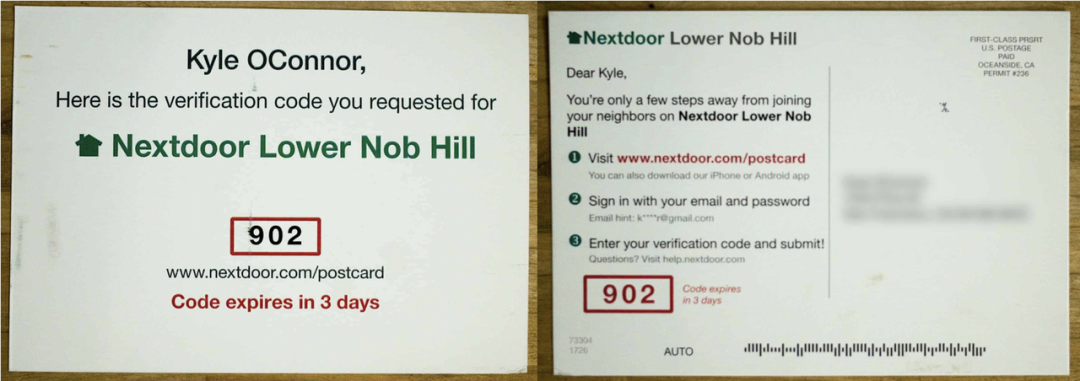 Kyle OConnor,
Here is the verification code you requested for
Nextdoor Lower Nob Hill
902
www.nextdoor.com/postcard
Code expires in 3 days
Nextdoor Lower Nob Hill
FIRST-CLASS PRSRT
U.S. POSTAGE
PAID
OCEANSIDE, CA
PERMIT #236
Dear Kyle,
You're only a few steps away from joining
your neighbors on Nextdoor Lower Nob
Hill
1 Visit www.nextdoor.com/postcard
You can also download our iPhone or Android app
2 Sign in with your email and password
Email hint: k****r@gmail.com
3 Enter your verification code and submit!
Questions? Visit help.nextdoor.com
902
Code expires
in 3 days
73304
1726
AUTO